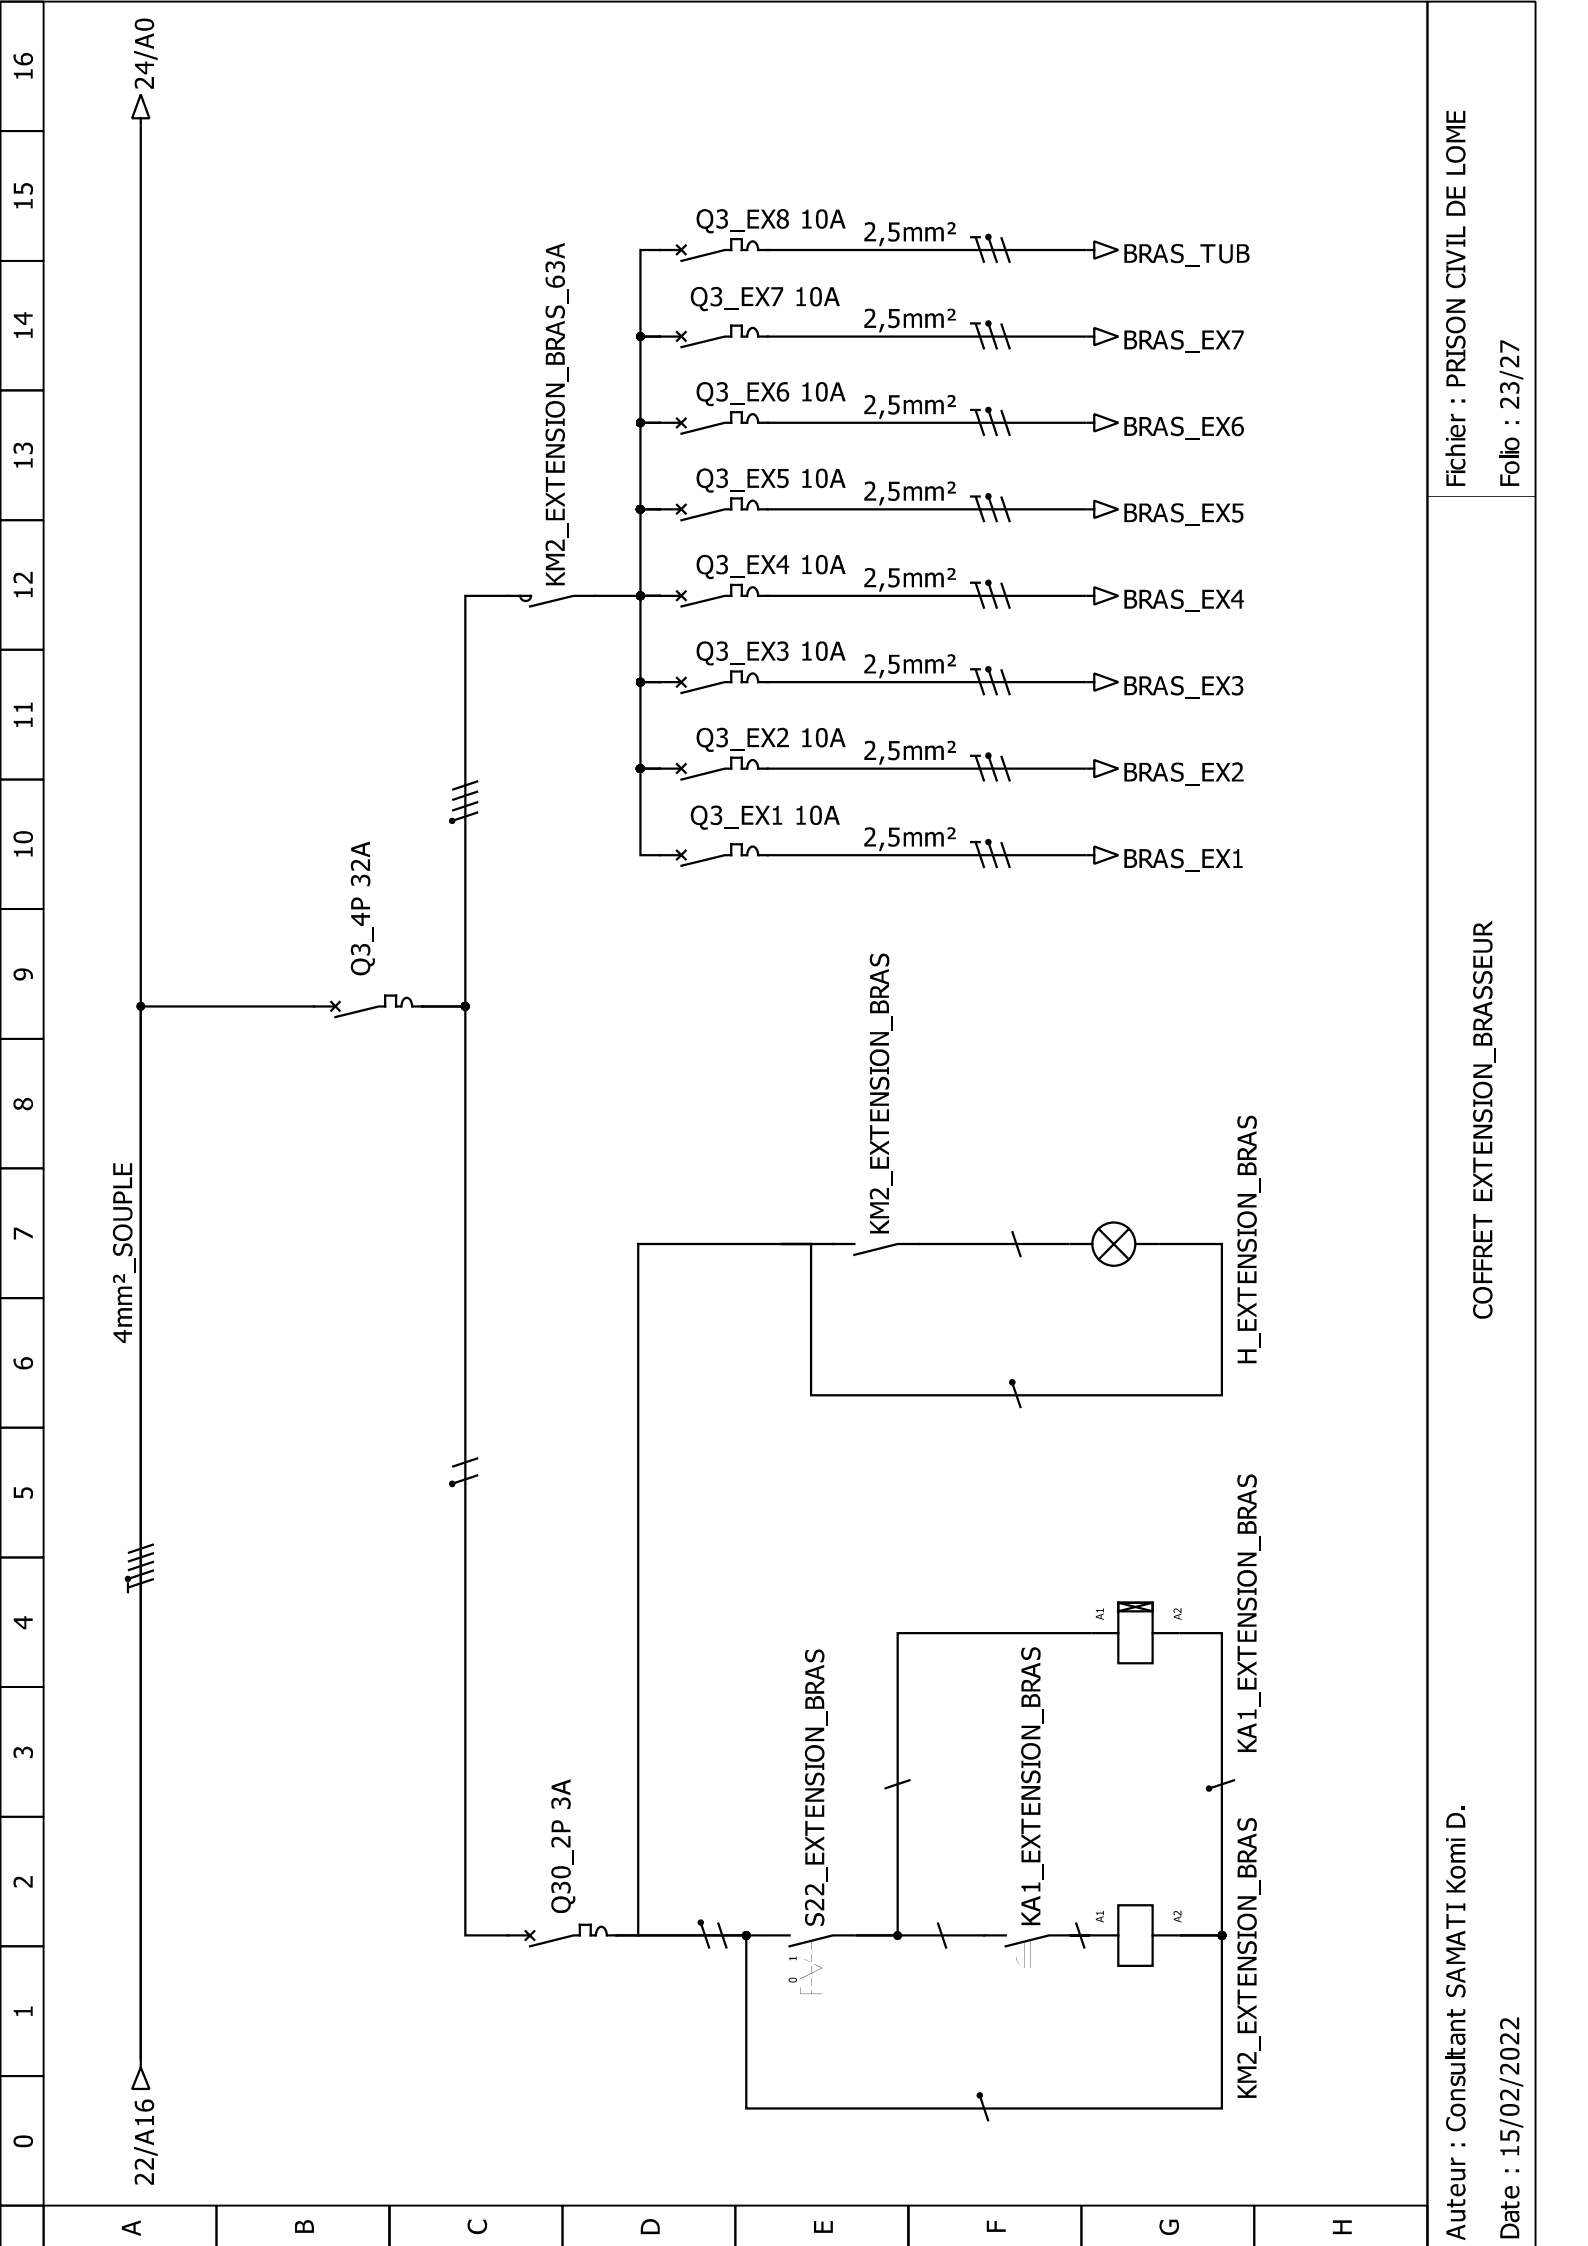 0 1 2 3 4 5 6 7 8 9 10 11 12 13 14 15 16
A
B
C
D
E
F
G
H
22/A16
4mm²_SOUPLE
24/A0
Q3_4P 32A
Q30_2P 3A
KM2_EXTENSION_BRAS_63A
Q3_EX1 10A
Q3_EX2 10A
Q3_EX3 10A
Q3_EX4 10A
Q3_EX5 10A
Q3_EX6 10A
Q3_EX7 10A
Q3_EX8 10A
2,5mm²
2,5mm²
2,5mm²
2,5mm²
2,5mm²
2,5mm²
2,5mm²
2,5mm²
BRAS_EX1
BRAS_EX2
BRAS_EX3
BRAS_EX4
BRAS_EX5
BRAS_EX6
BRAS_EX7
BRAS_TUB
0 1
S22_EXTENSION_BRAS
KM2_EXTENSION_BRAS
KA1_EXTENSION_BRAS
A1
A1
A2
A2
KM2_EXTENSION_BRAS
KA1_EXTENSION_BRAS
H_EXTENSION_BRAS
Auteur : Consultant SAMATI Komi D.
Date : 15/02/2022
COFFRET EXTENSION_BRASSEUR
Fichier : PRISON CIVIL DE LOME
Folio : 23/27